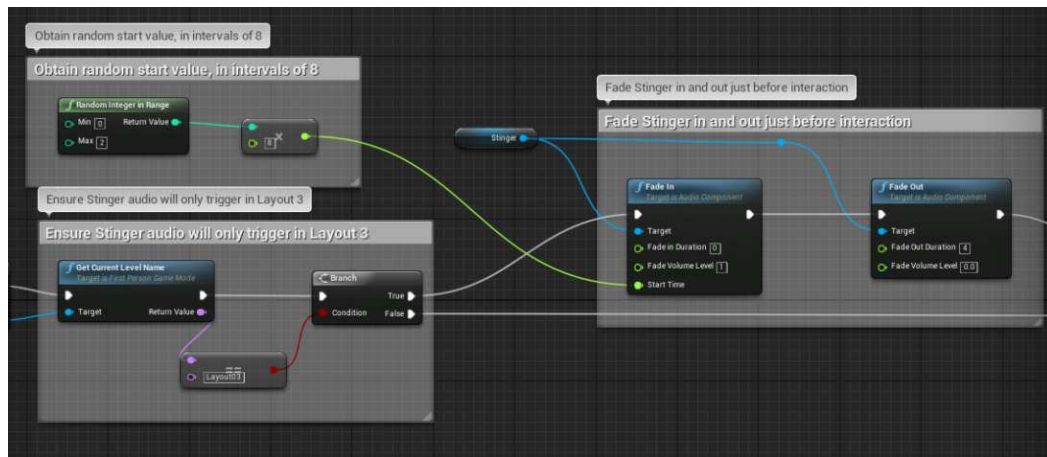 Obtain random start value, in intervals of 8
Obtain random start value, in intervals of 8
Random Integer in Range
Min 0 Return Value
Max 2
×
8
Ensure Stinger audio will only trigger in Layout 3
Ensure Stinger audio will only trigger in Layout 3
Get Current Level Name
Target is First Person Game Mode
Target Return Value
==
Layout03
Branch
True
Condition False
Stinger
Fade Stinger in and out just before interaction
Fade Stinger in and out just before interaction
Fade In
Target is Audio Component
Target
Fade in Duration 0
Fade Volume Level 1
Start Time
Fade Out
Target is Audio Component
Target
Fade Out Duration 4
Fade Volume Level 0.0